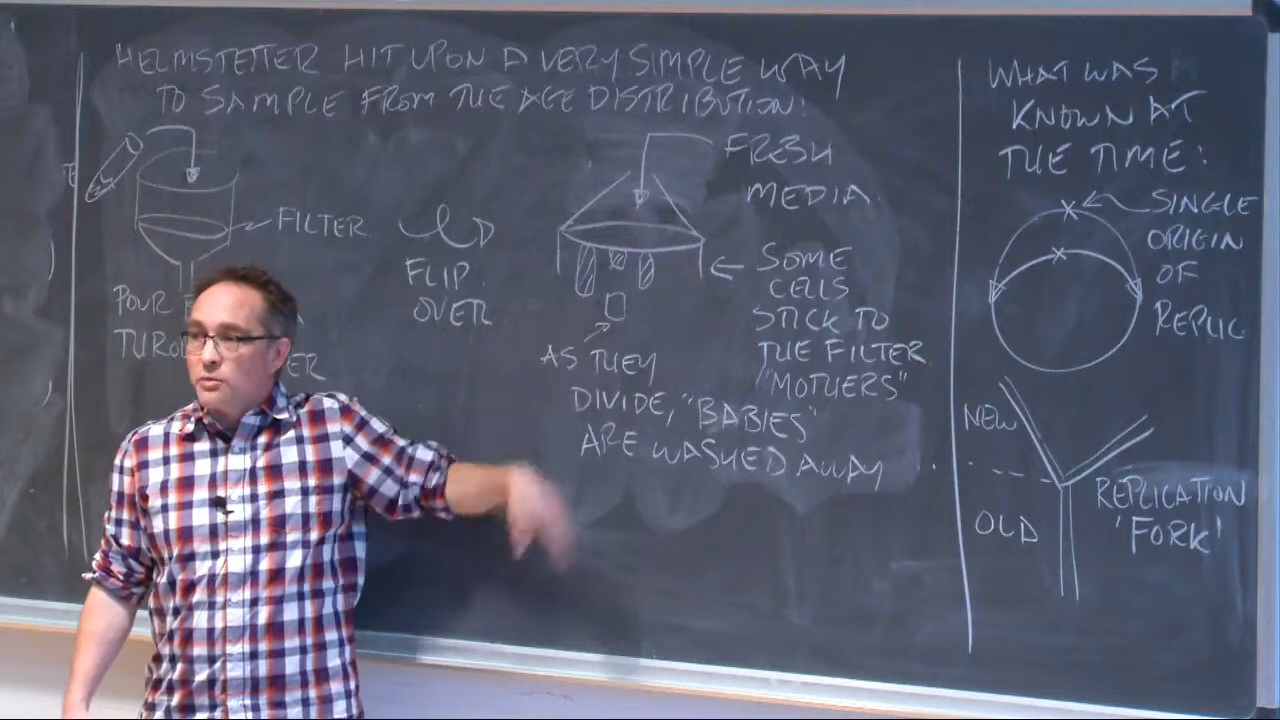 HELMSTETTER HIT UPON A VERY SIMPLE WAY
TO SAMPLE FROM THE AGE DISTRIBUTION!
FILTER
POUR
FLIP
OVER
FRESH
MEDIA.
SOME
CELLS
STICK TO
THE FILTER
"MOTHERS"
AS THEY
DIVIDE, "BABIES"
ARE WASHED AWAY
WHAT WAS
KNOWN AT
THE TIME:
SINGLE
ORIGIN
OF
REPLIC
NEW
OLD
REPLICATION
'FORK'